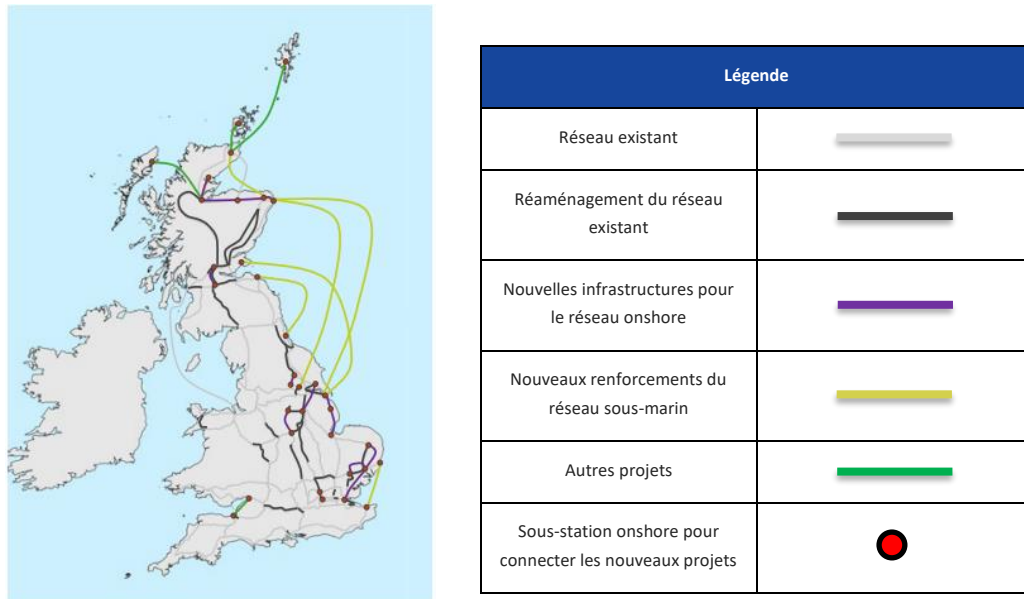 Légende
Réseau existant
Réaménagement du réseau
existant
Nouvelles infrastructures pour
le réseau onshore
Nouveaux renforcements du
réseau sous-marin
Autres projets
Sous-station onshore pour
connecter les nouveaux projets